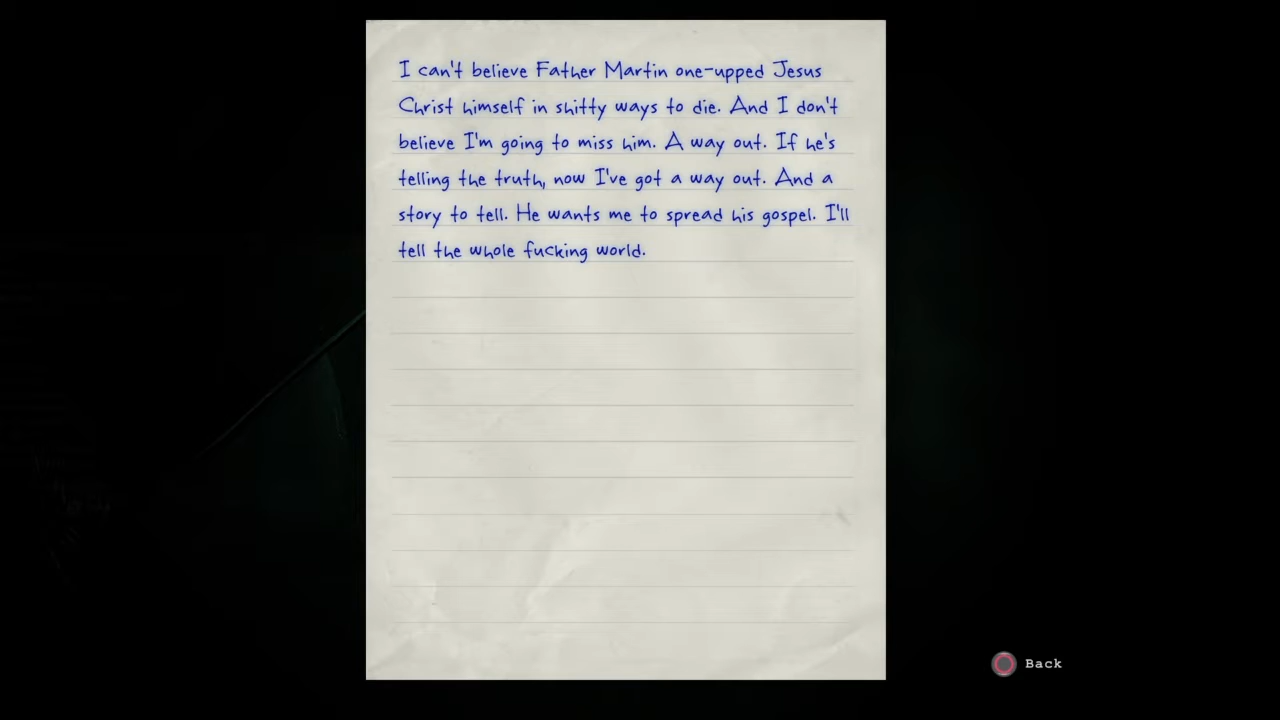 I can't believe Father Martin one-upped Jesus
Christ himself in shitty ways to die. And I don't
believe I'm going to miss him. A way out. If he's
telling the truth, now I've got a way out. And a
story to tell. He wants me to spread his gospel. I'll
tell the whole fucking world.
Back